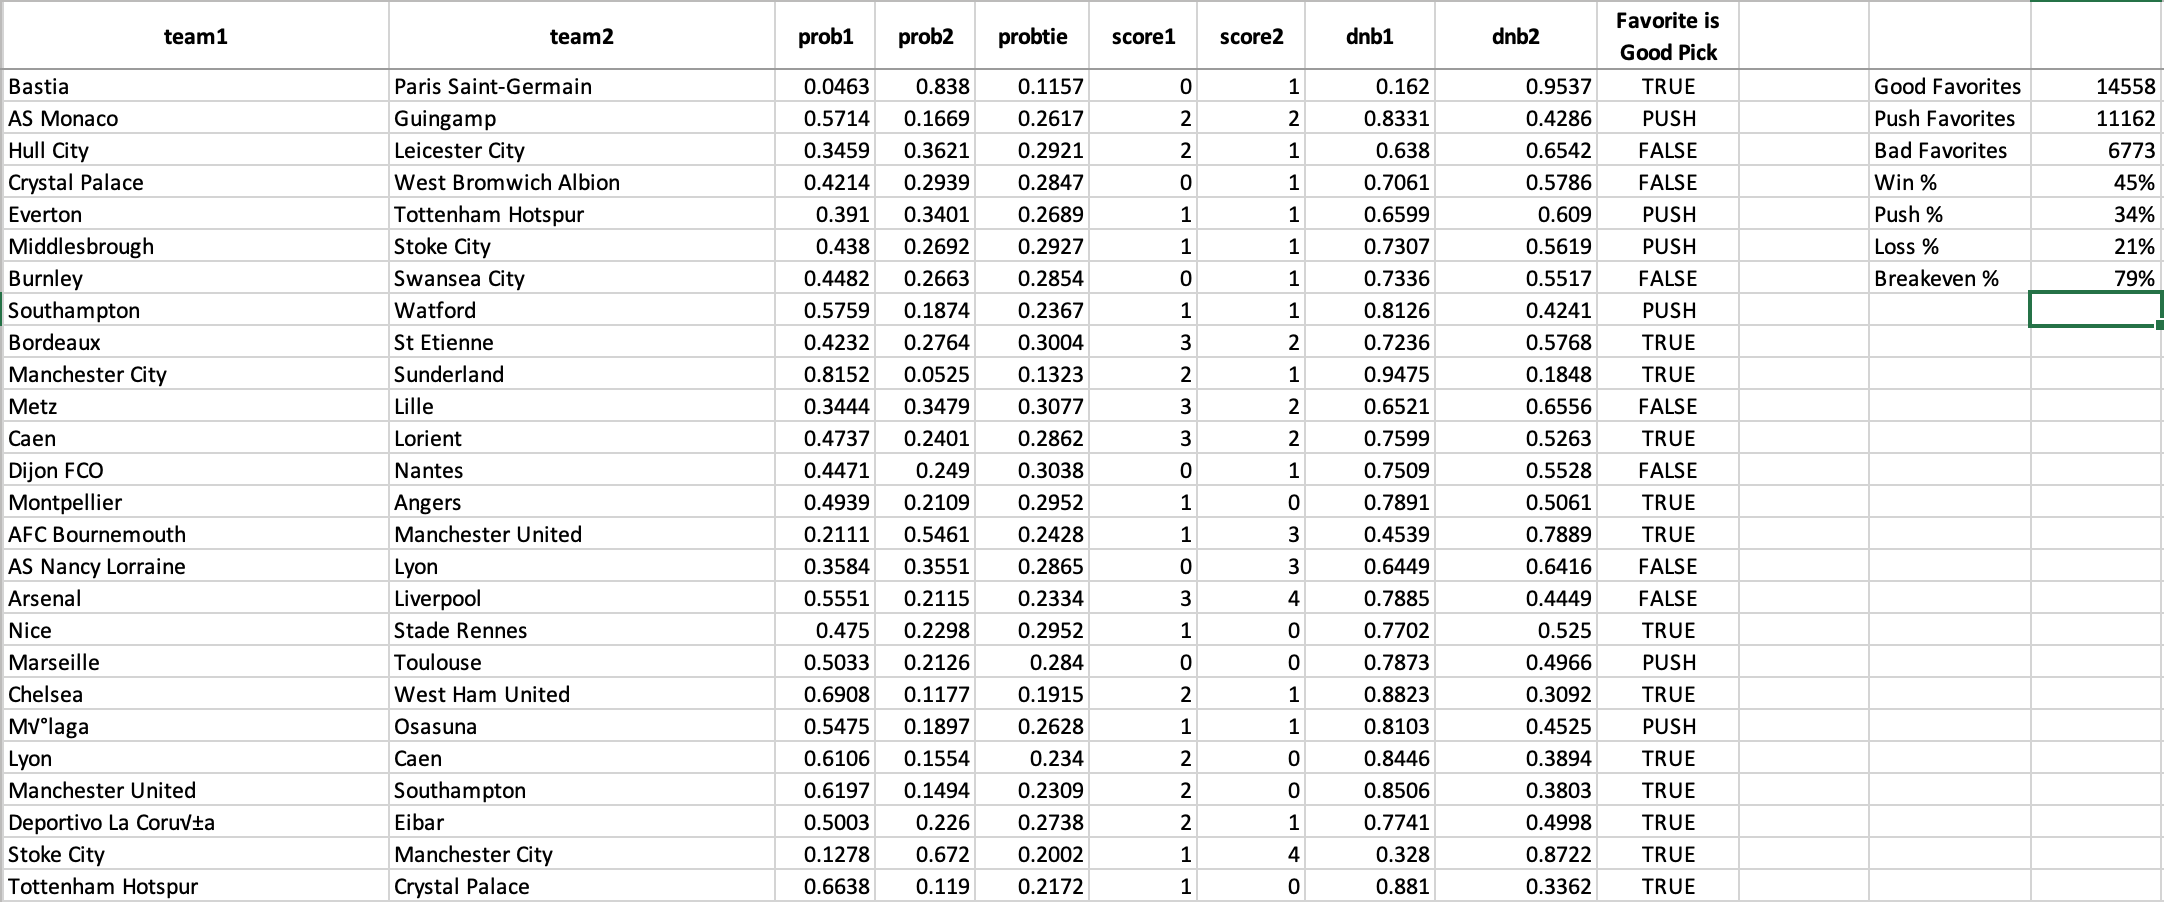 team1 team2 prob1 prob2 probtie score1 score2 dnb1 dnb2 Favorite is Good Pick
Bastia Paris Saint-Germain 0.0463 0.838 0.1157 0 1 0.162 0.9537 TRUE Good Favorites 14558
AS Monaco Guingamp 0.5714 0.1669 0.2617 2 2 0.8331 0.4286 PUSH Push Favorites 11162
Hull City Leicester City 0.3459 0.3621 0.2921 2 1 0.638 0.6542 FALSE Bad Favorites 6773
Crystal Palace West Bromwich Albion 0.4214 0.2939 0.2847 0 1 0.7061 0.5786 FALSE Win % 45%
Everton Tottenham Hotspur 0.391 0.3401 0.2689 1 1 0.6599 0.609 PUSH Push % 34%
Middlesbrough Stoke City 0.438 0.2692 0.2927 1 1 0.7307 0.5619 PUSH Loss % 21%
Burnley Swansea City 0.4482 0.2663 0.2854 0 1 0.7336 0.5517 FALSE Breakeven % 79%
Southampton Watford 0.5759 0.1874 0.2367 1 1 0.8126 0.4241 PUSH
Bordeaux St Etienne 0.4232 0.2764 0.3004 3 2 0.7236 0.5768 TRUE
Manchester City Sunderland 0.8152 0.0525 0.1323 2 1 0.9475 0.1848 TRUE
Metz Lille 0.3444 0.3479 0.3077 3 2 0.6521 0.6556 FALSE
Caen Lorient 0.4737 0.2401 0.2862 3 2 0.7599 0.5263 TRUE
Dijon FCO Nantes 0.4471 0.249 0.3038 0 1 0.7509 0.5528 FALSE
Montpellier Angers 0.4939 0.2109 0.2952 1 0 0.7891 0.5061 TRUE
AFC Bournemouth Manchester United 0.2111 0.5461 0.2428 1 3 0.4539 0.7889 TRUE
AS Nancy Lorraine Lyon 0.3584 0.3551 0.2865 0 3 0.6449 0.6416 FALSE
Arsenal Liverpool 0.5551 0.2115 0.2334 3 4 0.7885 0.4449 FALSE
Nice Stade Rennes 0.475 0.2298 0.2952 1 0 0.7702 0.525 TRUE
Marseille Toulouse 0.5033 0.2126 0.284 0 0 0.7873 0.4966 PUSH
Chelsea West Ham United 0.6908 0.1177 0.1915 2 1 0.8823 0.3092 TRUE
M√°laga Osasuna 0.5475 0.1897 0.2628 1 1 0.8103 0.4525 PUSH
Lyon Caen 0.6106 0.1554 0.234 2 0 0.8446 0.3894 TRUE
Manchester United Southampton 0.6197 0.1494 0.2309 2 0 0.8506 0.3803 TRUE
Deportivo La Coru√±a Eibar 0.5003 0.226 0.2738 2 1 0.7741 0.4998 TRUE
Stoke City Manchester City 0.1278 0.672 0.2002 1 4 0.328 0.8722 TRUE
Tottenham Hotspur Crystal Palace 0.6638 0.119 0.2172 1 0 0.881 0.3362 TRUE